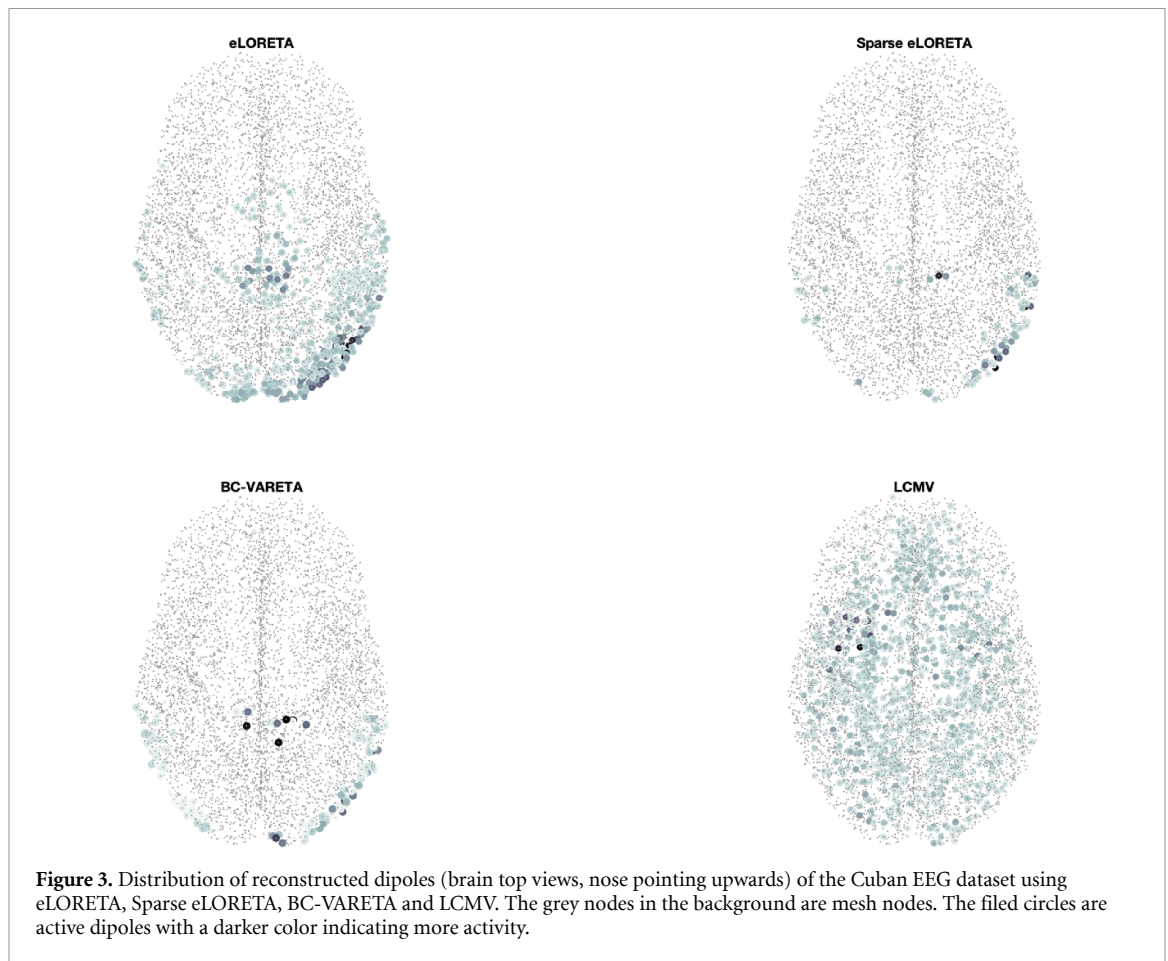 eLORETA
Sparse eLORETA
BC-VARETA
LCMV
Figure 3. Distribution of reconstructed dipoles (brain top views, nose pointing upwards) of the Cuban EEG dataset using
eLORETA, Sparse eLORETA, BC-VARETA and LCMV. The grey nodes in the background are mesh nodes. The filed circles are
active dipoles with a darker color indicating more activity.